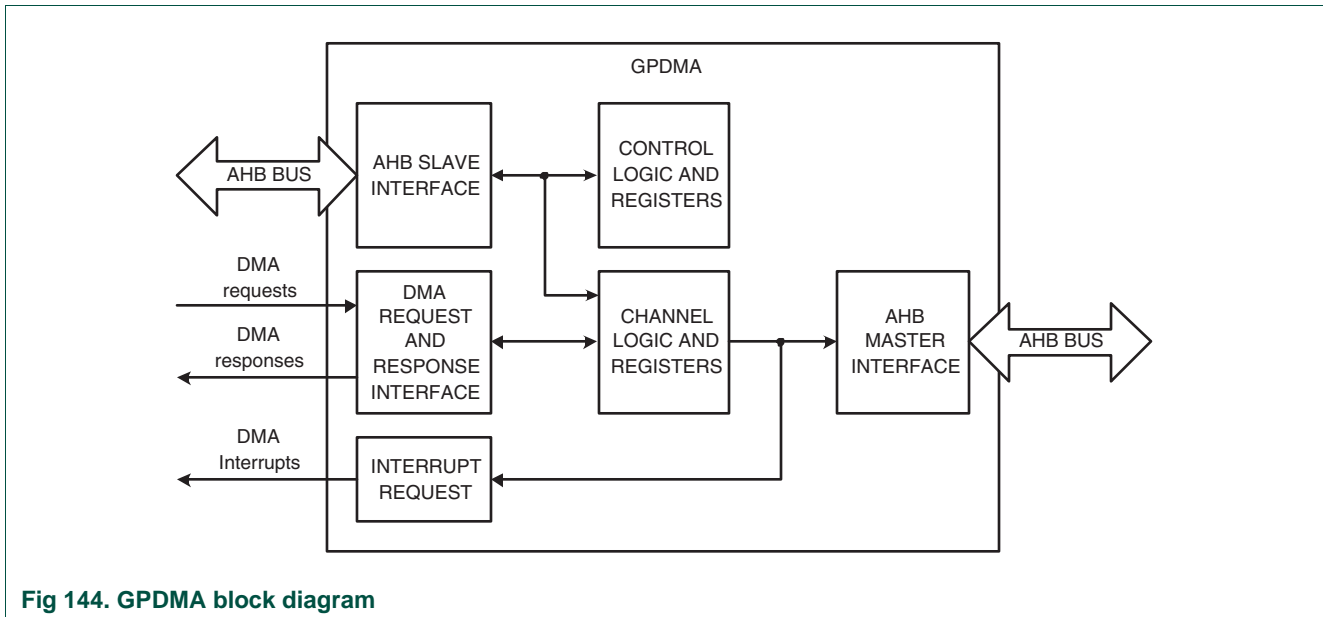 GPDMA
AHB BUS
AHB SLAVE
INTERFACE
CONTROL
LOGIC AND
REGISTERS
DMA
requests
DMA
responses
DMA
REQUEST
AND
RESPONSE
INTERFACE
CHANNEL
LOGIC AND
REGISTERS
AHB
MASTER
INTERFACE
AHB BUS
DMA
Interrupts
INTERRUPT
REQUEST
Fig 144. GPDMA block diagram